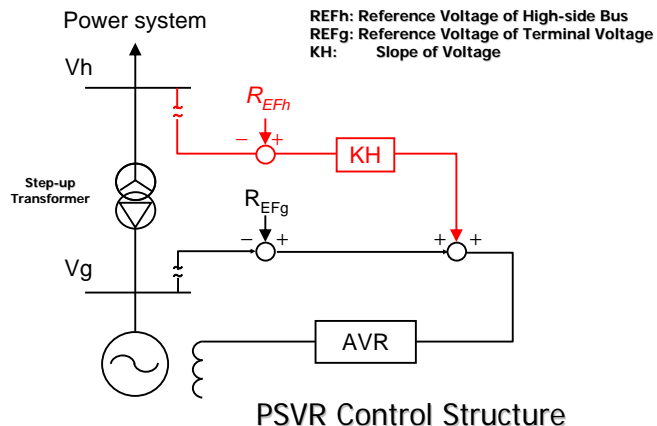 Power system
REFh: Reference Voltage of High-side Bus
REFg: Reference Voltage of Terminal Voltage
KH: Slope of Voltage
Vh
REFh
− +
KH
Step-up
Transformer
REFg
− +
+ +
Vg
AVR
PSVR Control Structure